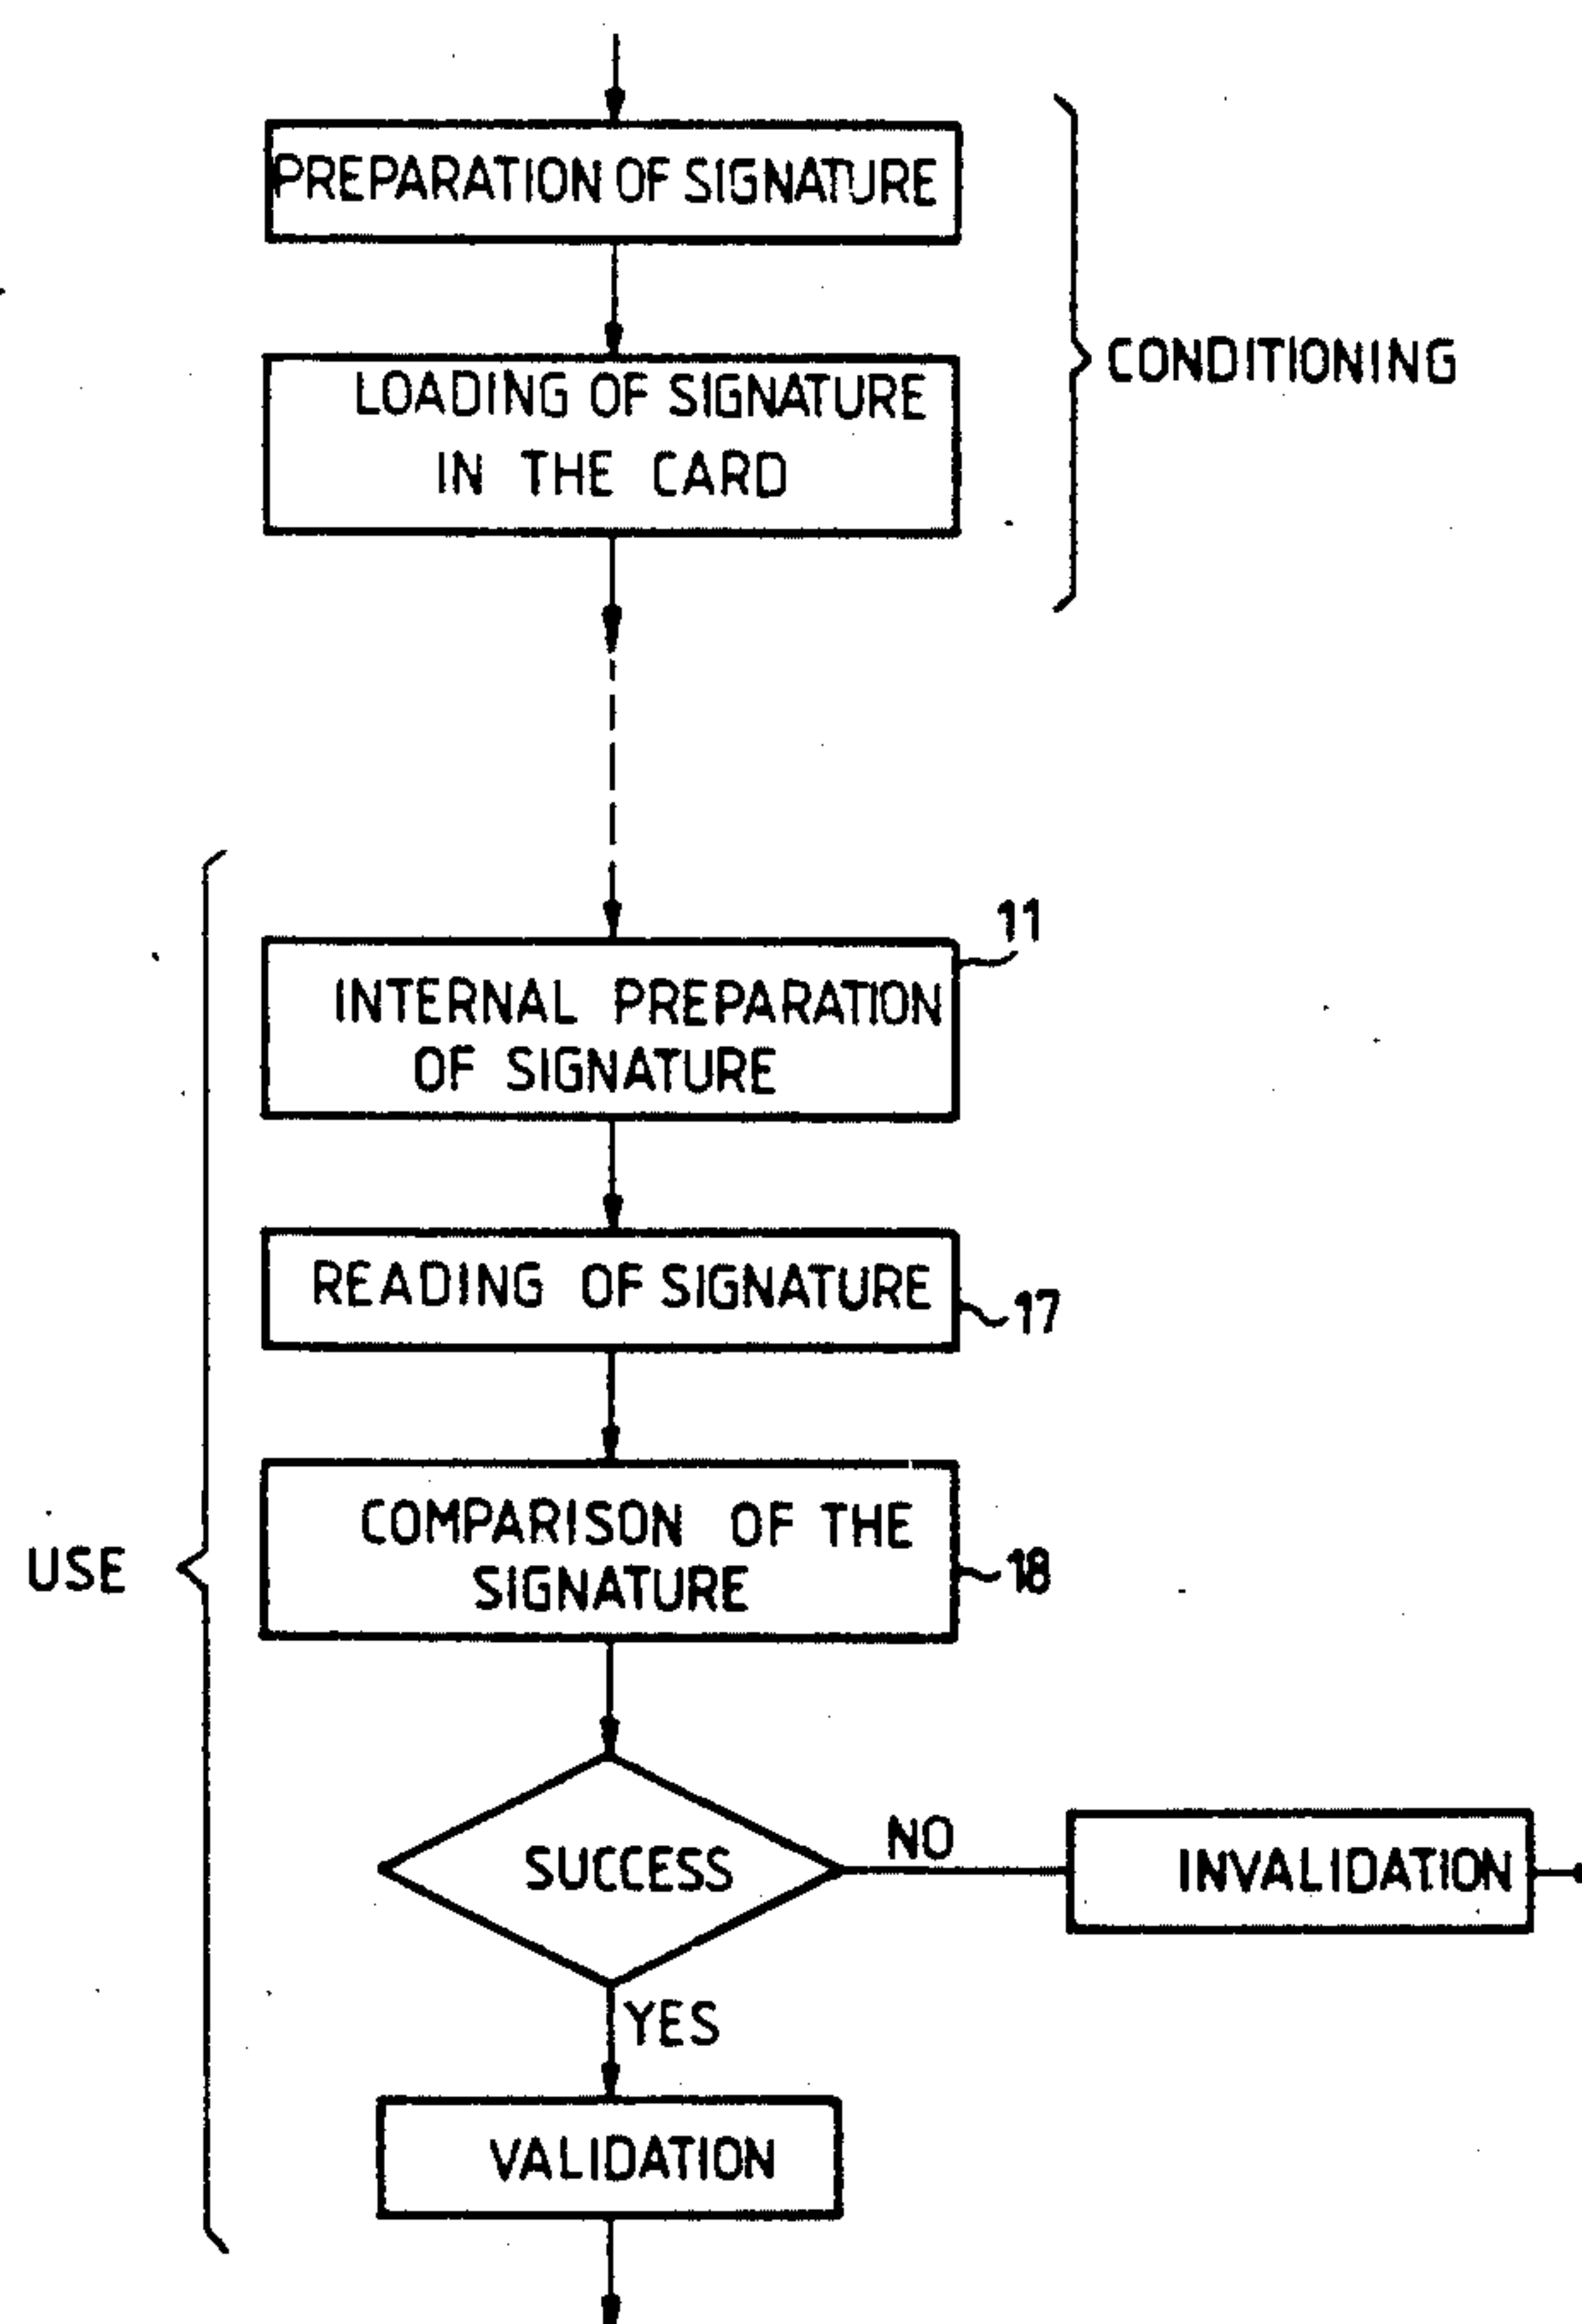 PREPARATION OF SIGNATURE
LOADING OF SIGNATURE
IN THE CARD
CONDITIONING
11
INTERNAL PREPARATION
OF SIGNATURE
READING OF SIGNATURE
17
COMPARISON OF THE
SIGNATURE
18
USE
SUCCESS
NO
INVALIDATION
YES
VALIDATION